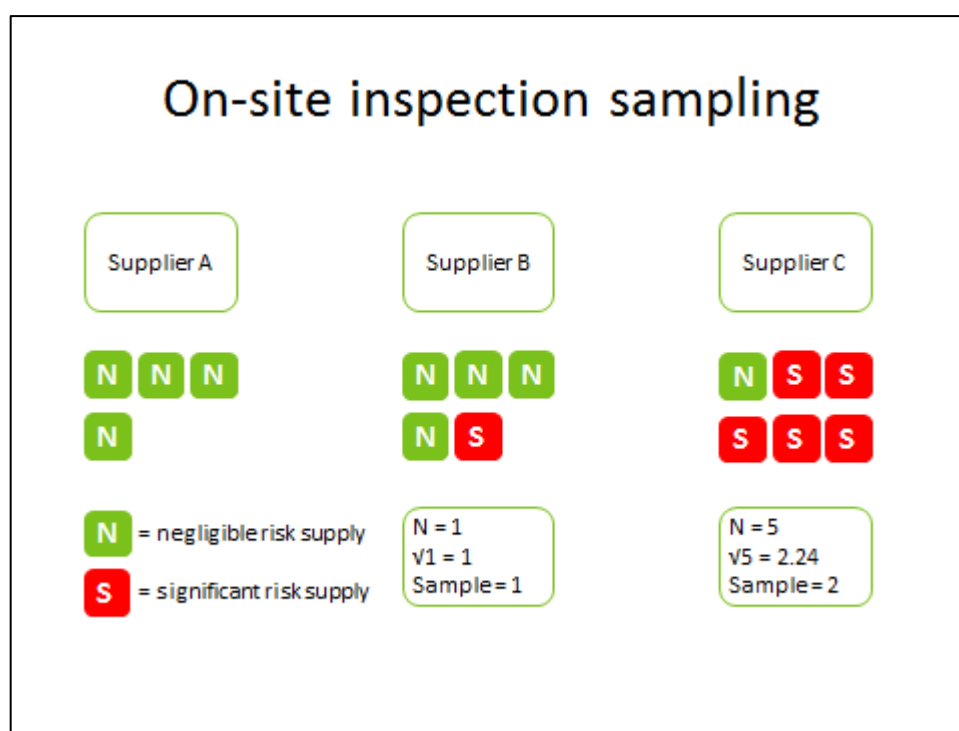 On-site inspection sampling
Supplier A
Supplier B
Supplier C
N N N
N
N N N
N S
N S S
S S S
N = negligible risk supply
S = significant risk supply
N = 1
√1 = 1
Sample = 1
N = 5
√5 = 2.24
Sample = 2